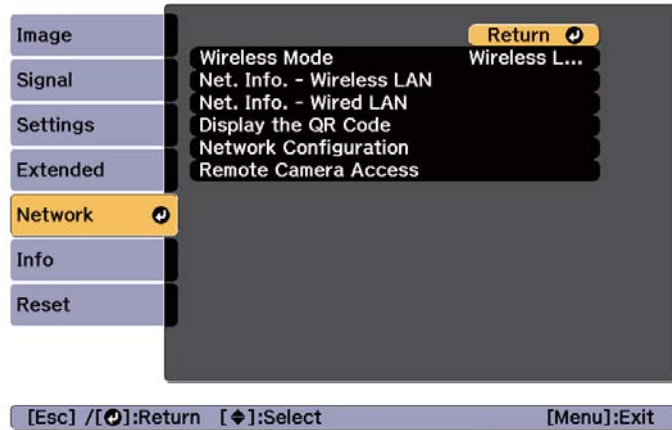 Image
Signal
Settings
Extended
Network
Info
Reset
Return
Wireless Mode Wireless L...
Net. Info. - Wireless LAN
Net. Info. - Wired LAN
Display the QR Code
Network Configuration
Remote Camera Access
[Esc] /[⏎]:Return [◆]:Select [Menu]:Exit